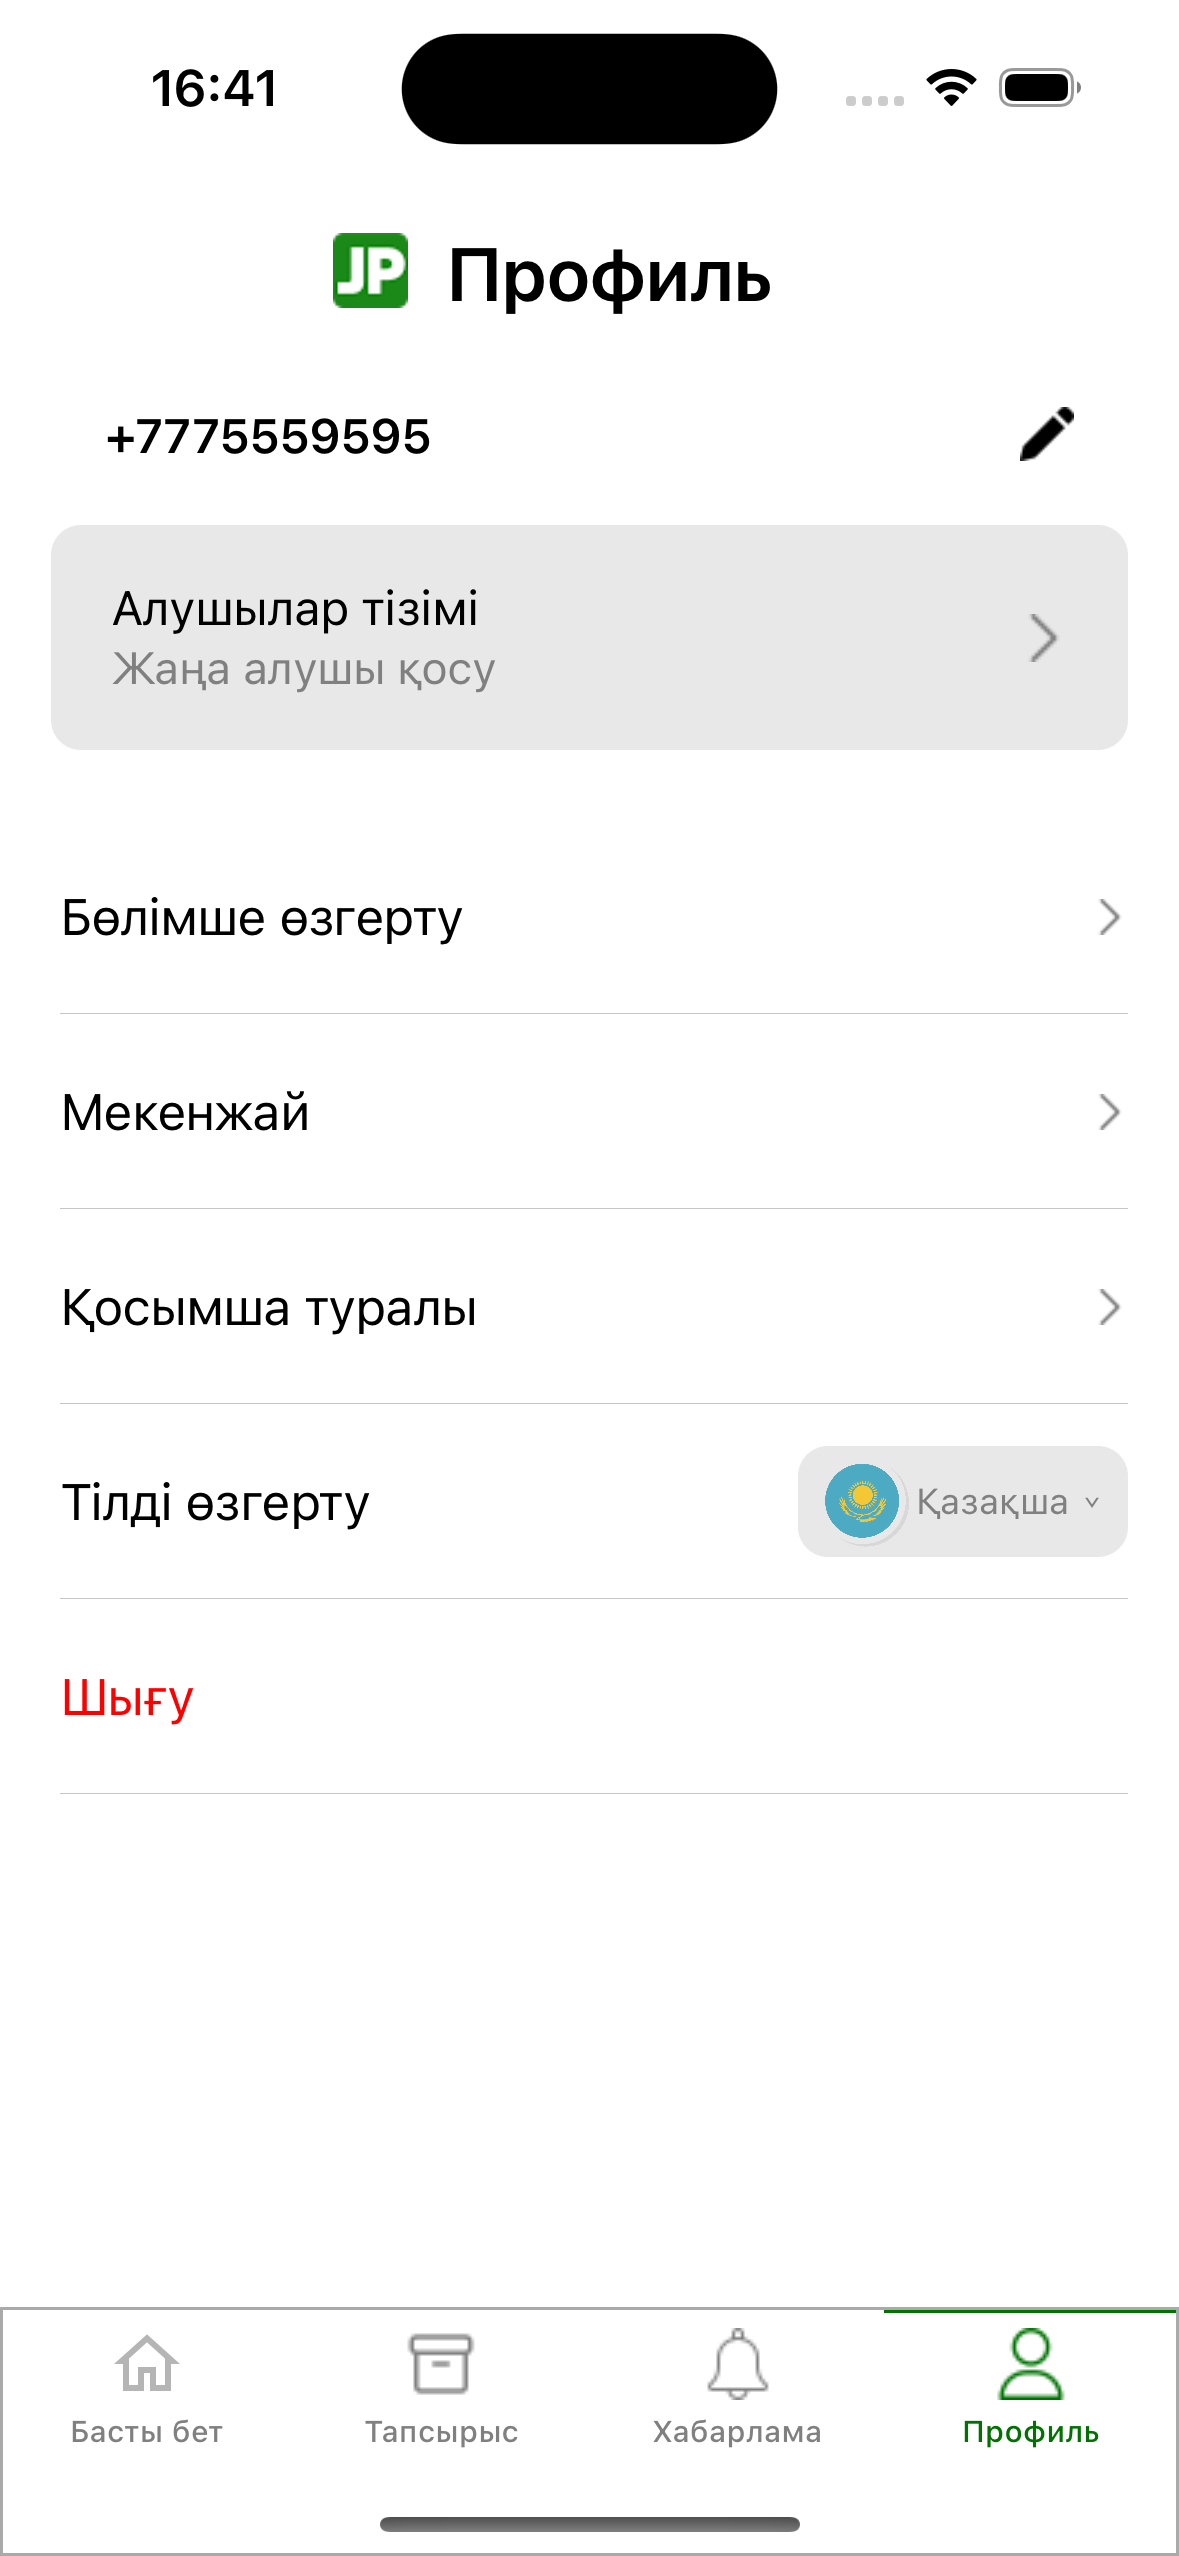 16:41
JP Профиль
+7775559595
Алушылар тізімі
Жаңа алушы қосу
Бөлімше өзгерту
Мекенжай
Қосымша туралы
Тілді өзгерту
Қазақша
Шығу
Басты бет
Тапсырыс
Хабарлама
Профиль